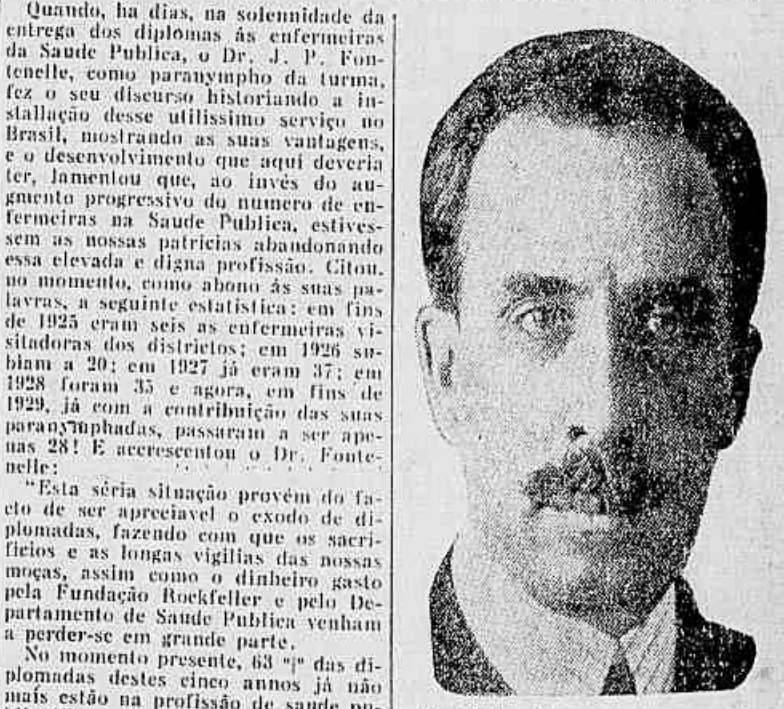 Quando, ha dias, na solennidade da
entrega dos diplomas ás enfermeiras
da Saude Publica, o Dr. J. P. Fon-
tenelle, como paranympho da turma,
fez o seu discurso historiando a in-
stallação desse utilissimo serviço no
Brasil, mostrando as suas vantagens,
e o desenvolvimento que aqui deveria
ter, lamentou que, ao invés do au-
gmento progressivo do numero de en-
fermeiras na Saude Publica, estives-
sem as nossas patricias abandonando
essa elevada e digna profissão. Citou,
no momento, como abono ás suas pa-
lavras, a seguinte estatistica: em fins
de 1925 eram seis as enfermeiras vi-
sitadoras dos districtos; em 1926 su-
biam a 20; em 1927 já eram 37; em
1928 foram 35 e agora, em fins de
1929, já com a contribuição das suas
paranymphadas, passaram a ser ape-
nas 28! E accrescentou o Dr. Fonte-
nelle:
"Esta séria situação provém do fa-
cto de ser apreciavel o exodo de di-
plomadas, fazendo com que os sacri-
ficios e as longas vigilias das nossas
moças, assim como o dinheiro gasto
pela Fundação Rockfeller e pelo De-
partamento de Saude Publica venham
a perder-se em grande parte.
No momento presente, 63 "|" das di-
plomadas destes cinco annos já não
mais estão na profissão de saude pu-